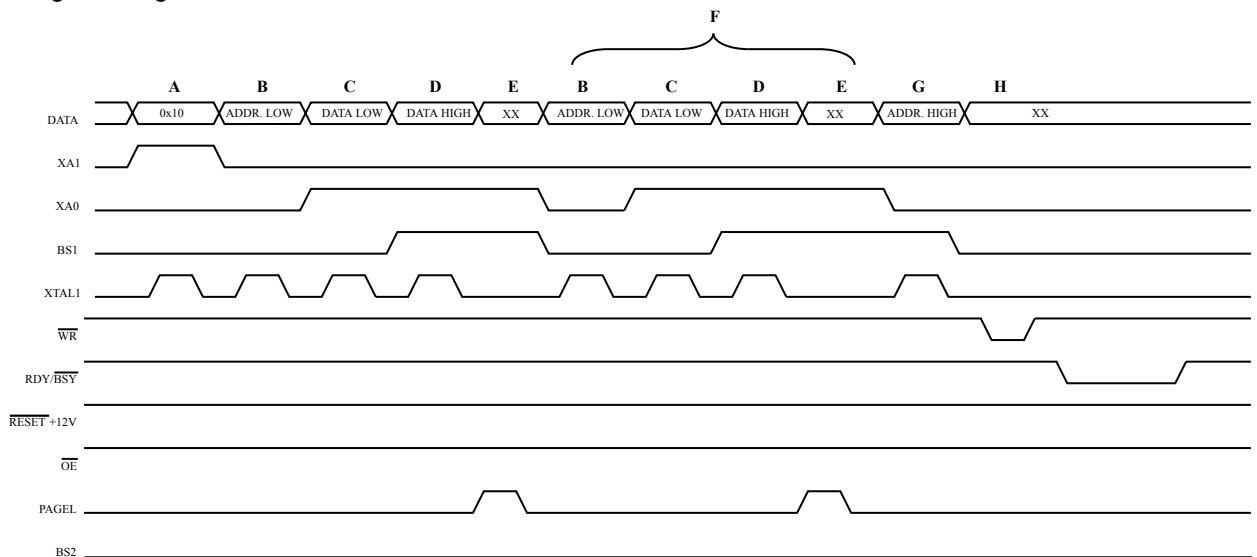 F
A B C D E B C D E G H
DATA 0x10 ADDR. LOW DATA LOW DATA HIGH XX ADDR. LOW DATA LOW DATA HIGH XX ADDR. HIGH XX
XA1
XA0
BS1
XTAL1
WR
RDY/BSY
RESET +12V
OE
PAGEL
BS2